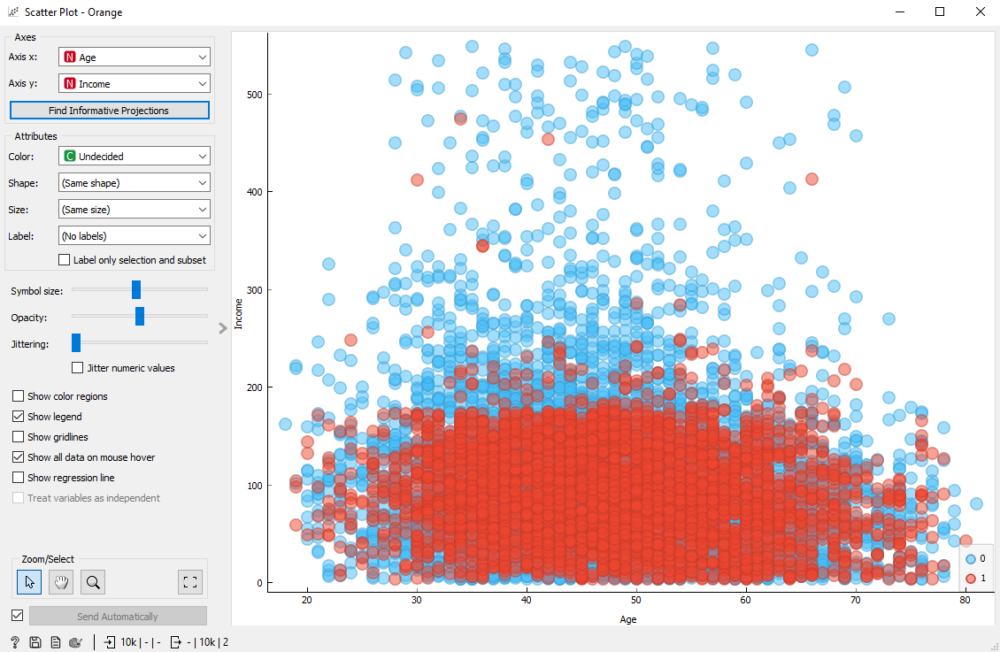 Scatter Plot - Orange
Axes
Axis x: N Age
Axis y: N Income
Find Informative Projections
Attributes
Color: C Undecided
Shape: (Same shape)
Size: (Same size)
Label: (No labels)
Label only selection and subset
Symbol size:
Opacity:
Jittering:
Jitter numeric values
Show color regions
Show legend
Show gridlines
Show all data on mouse hover
Show regression line
Treat variables as independent
Zoom/Select
Send Automatically
? 10k | - | - - | 10k | 2
Income
500
400
300
200
100
0
20 30 40 50 60 70 80
Age
0
1